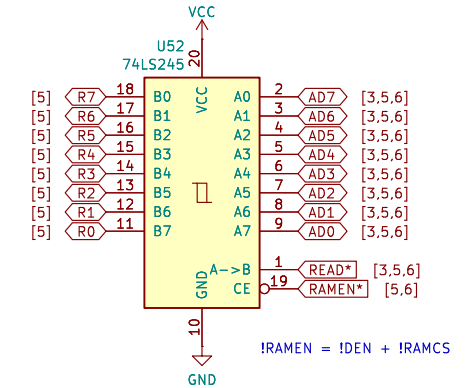 VCC
U52
74LS245
20
VCC
[5] R7 18 B0 A0 2 AD7 [3,5,6]
[5] R6 17 B1 A1 3 AD6 [3,5,6]
[5] R5 16 B2 A2 4 AD5 [3,5,6]
[5] R4 15 B3 A3 5 AD4 [3,5,6]
[5] R3 14 B4 A4 6 AD3 [3,5,6]
[5] R2 13 B5 A5 7 AD2 [3,5,6]
[5] R1 12 B6 A6 8 AD1 [3,5,6]
[5] R0 11 B7 A7 9 AD0 [3,5,6]
A->B 1 READ* [3,5,6]
GND CE 19 RAMEN* [5,6]
10
!RAMEN = !DEN + !RAMCS
GND